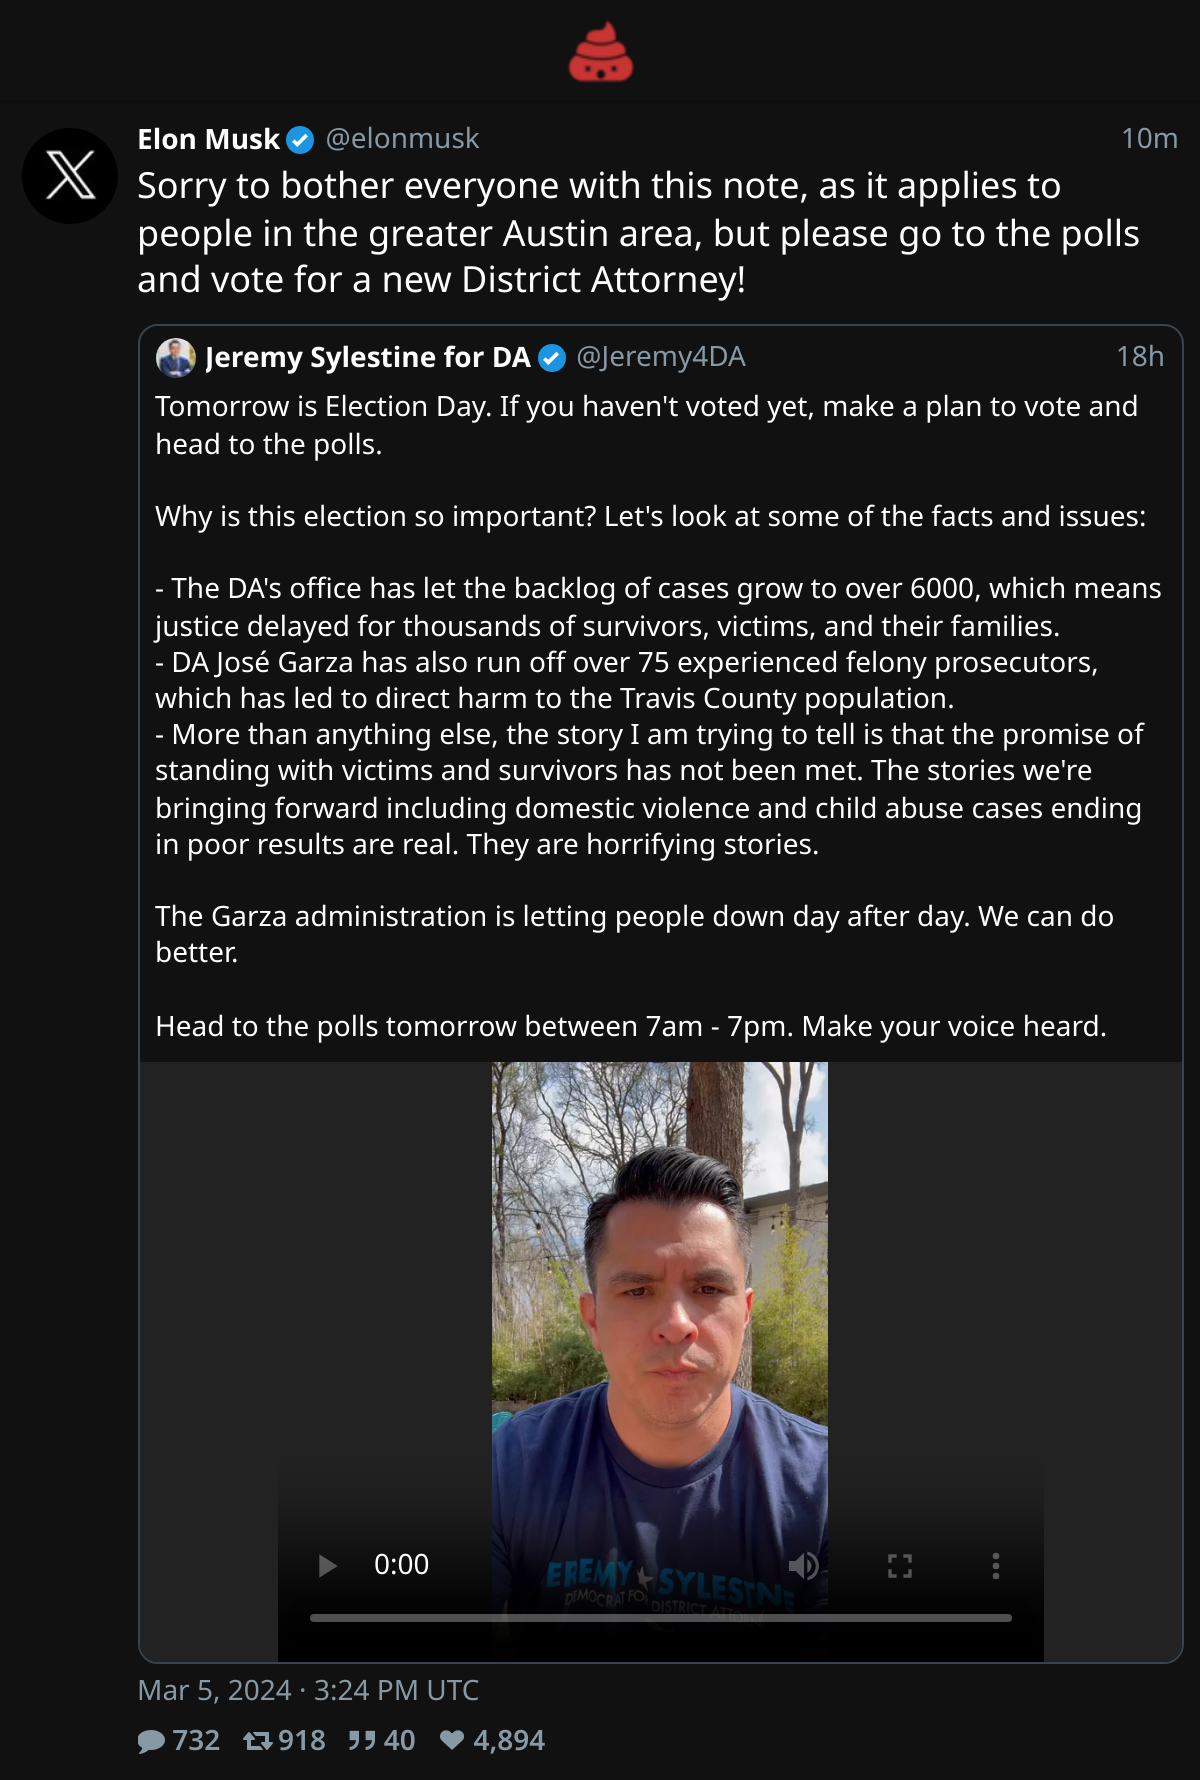 Elon Musk @elonmusk 10m
Sorry to bother everyone with this note, as it applies to
people in the greater Austin area, but please go to the polls
and vote for a new District Attorney!
Jeremy Sylestine for DA @Jeremy4DA 18h
Tomorrow is Election Day. If you haven't voted yet, make a plan to vote and
head to the polls.
Why is this election so important? Let's look at some of the facts and issues:
- The DA's office has let the backlog of cases grow to over 6000, which means
justice delayed for thousands of survivors, victims, and their families.
- DA José Garza has also run off over 75 experienced felony prosecutors,
which has led to direct harm to the Travis County population.
- More than anything else, the story I am trying to tell is that the promise of
standing with victims and survivors has not been met. The stories we're
bringing forward including domestic violence and child abuse cases ending
in poor results are real. They are horrifying stories.
The Garza administration is letting people down day after day. We can do
better.
Head to the polls tomorrow between 7am - 7pm. Make your voice heard.
EREMY SYLESTNE
DEMOCRAT FO DISTRICT ATTORN
0:00
Mar 5, 2024 · 3:24 PM UTC
732 918 40 4,894